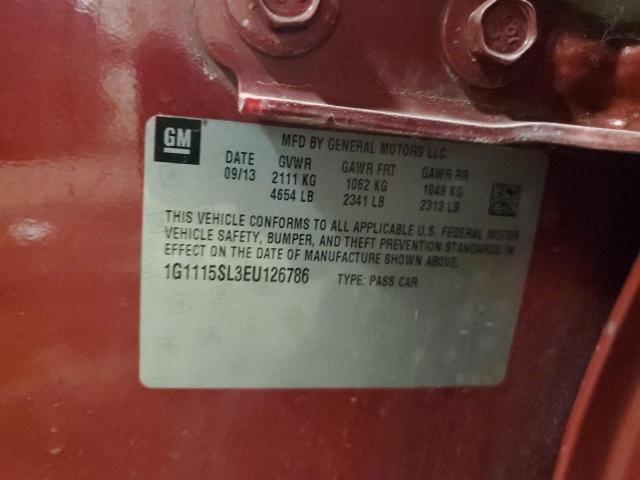 GM
MFD BY GENERAL MOTORS LLC
DATE GVWR GAWR FRT GAWR RR
09/13 2111 KG 1062 KG 1049 KG
4654 LB 2341 LB 2313 LB
THIS VEHICLE CONFORMS TO ALL APPLICABLE U.S. FEDERAL MOTOR
VEHICLE SAFETY, BUMPER, AND THEFT PREVENTION STANDARDS IN
EFFECT ON THE DATE OF MANUFACTURE SHOWN ABOVE.
1G1115SL3EU126786 TYPE: PASS CAR